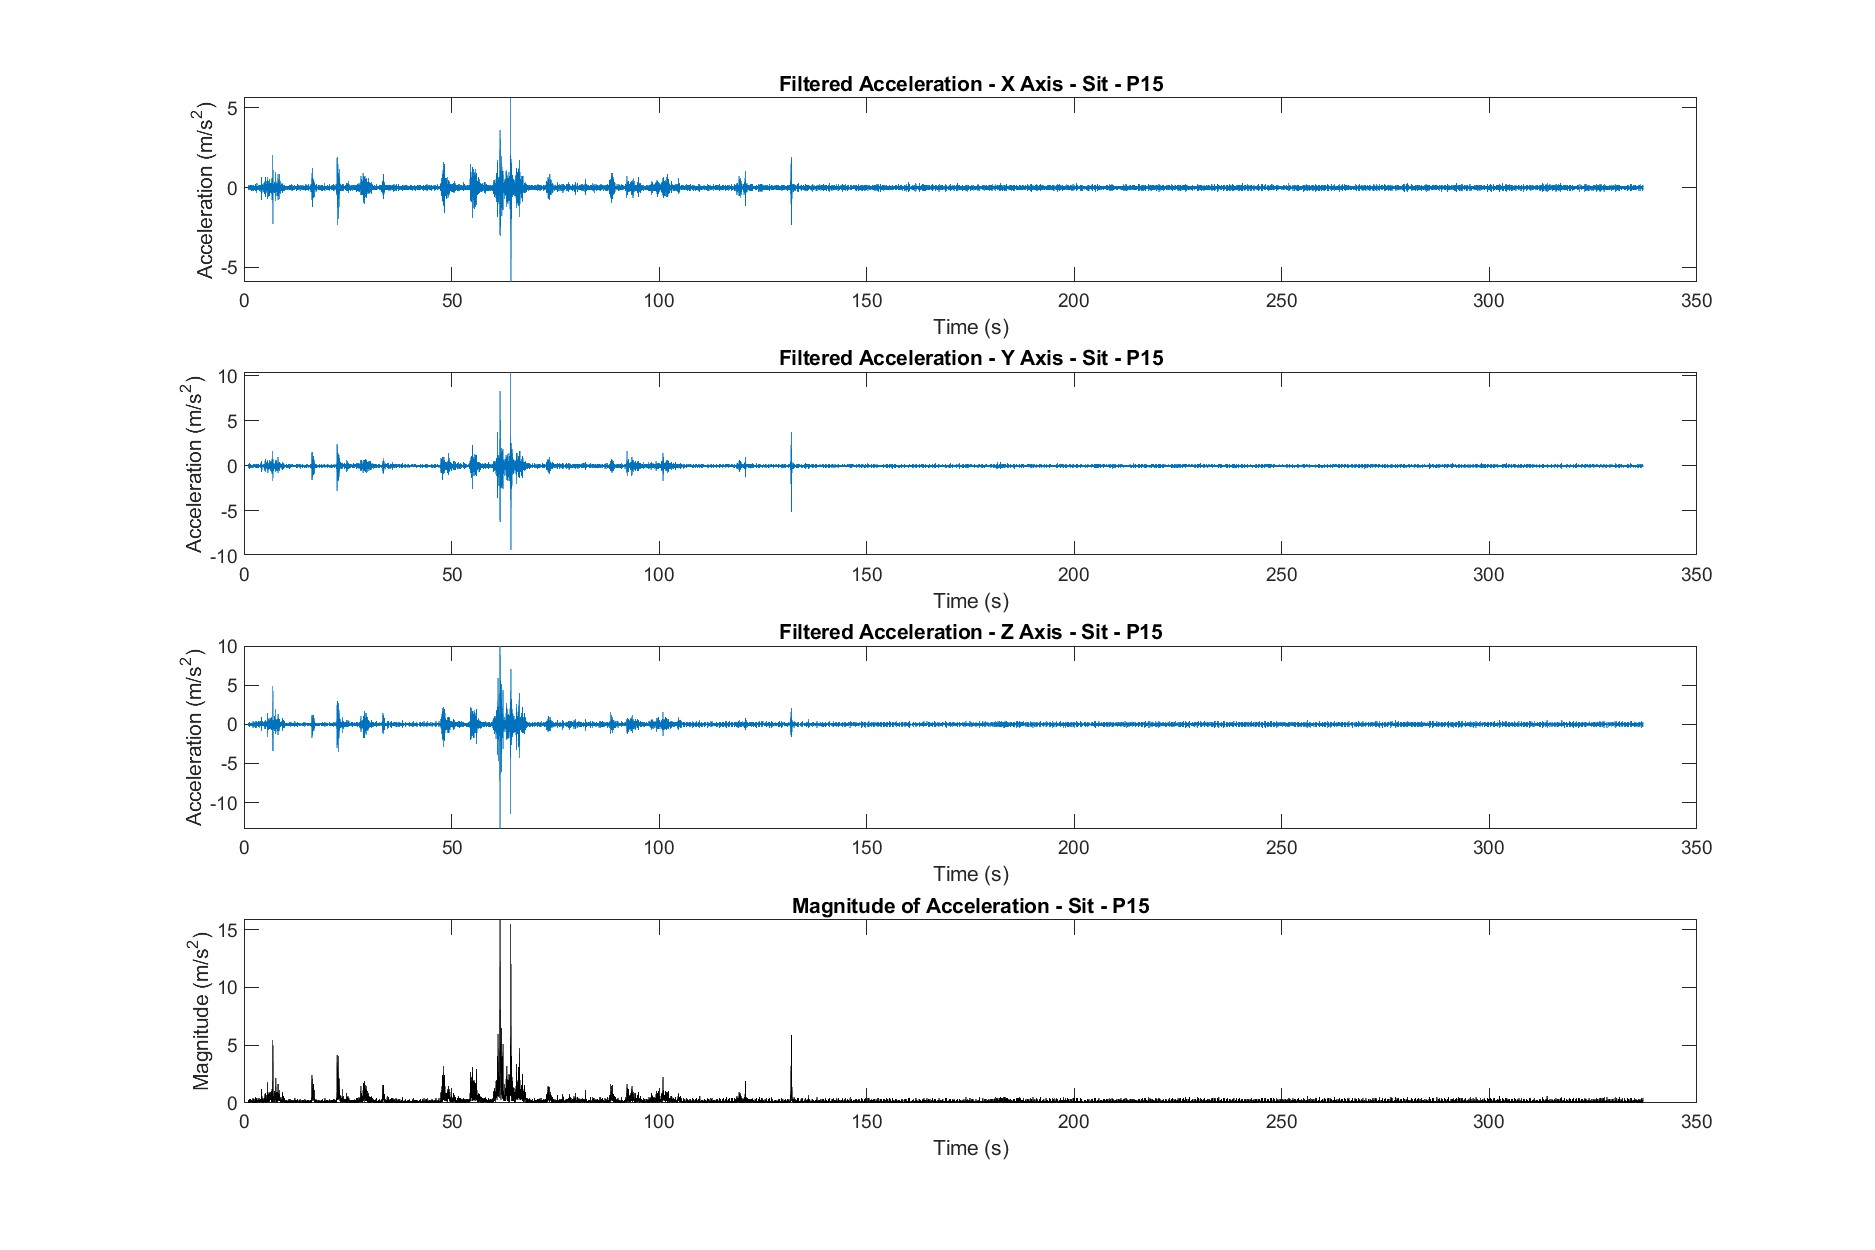 Filtered Acceleration - X Axis - Sit - P15
Acceleration (m/s²)
5
0
-5
0 50 100 150 200 250 300 350
Time (s)
Filtered Acceleration - Y Axis - Sit - P15
Acceleration (m/s²)
10
5
0
-5
-10
0 50 100 150 200 250 300 350
Time (s)
Filtered Acceleration - Z Axis - Sit - P15
Acceleration (m/s²)
10
5
0
-5
-10
0 50 100 150 200 250 300 350
Time (s)
Magnitude of Acceleration - Sit - P15
Magnitude (m/s²)
15
10
5
0
0 50 100 150 200 250 300 350
Time (s)